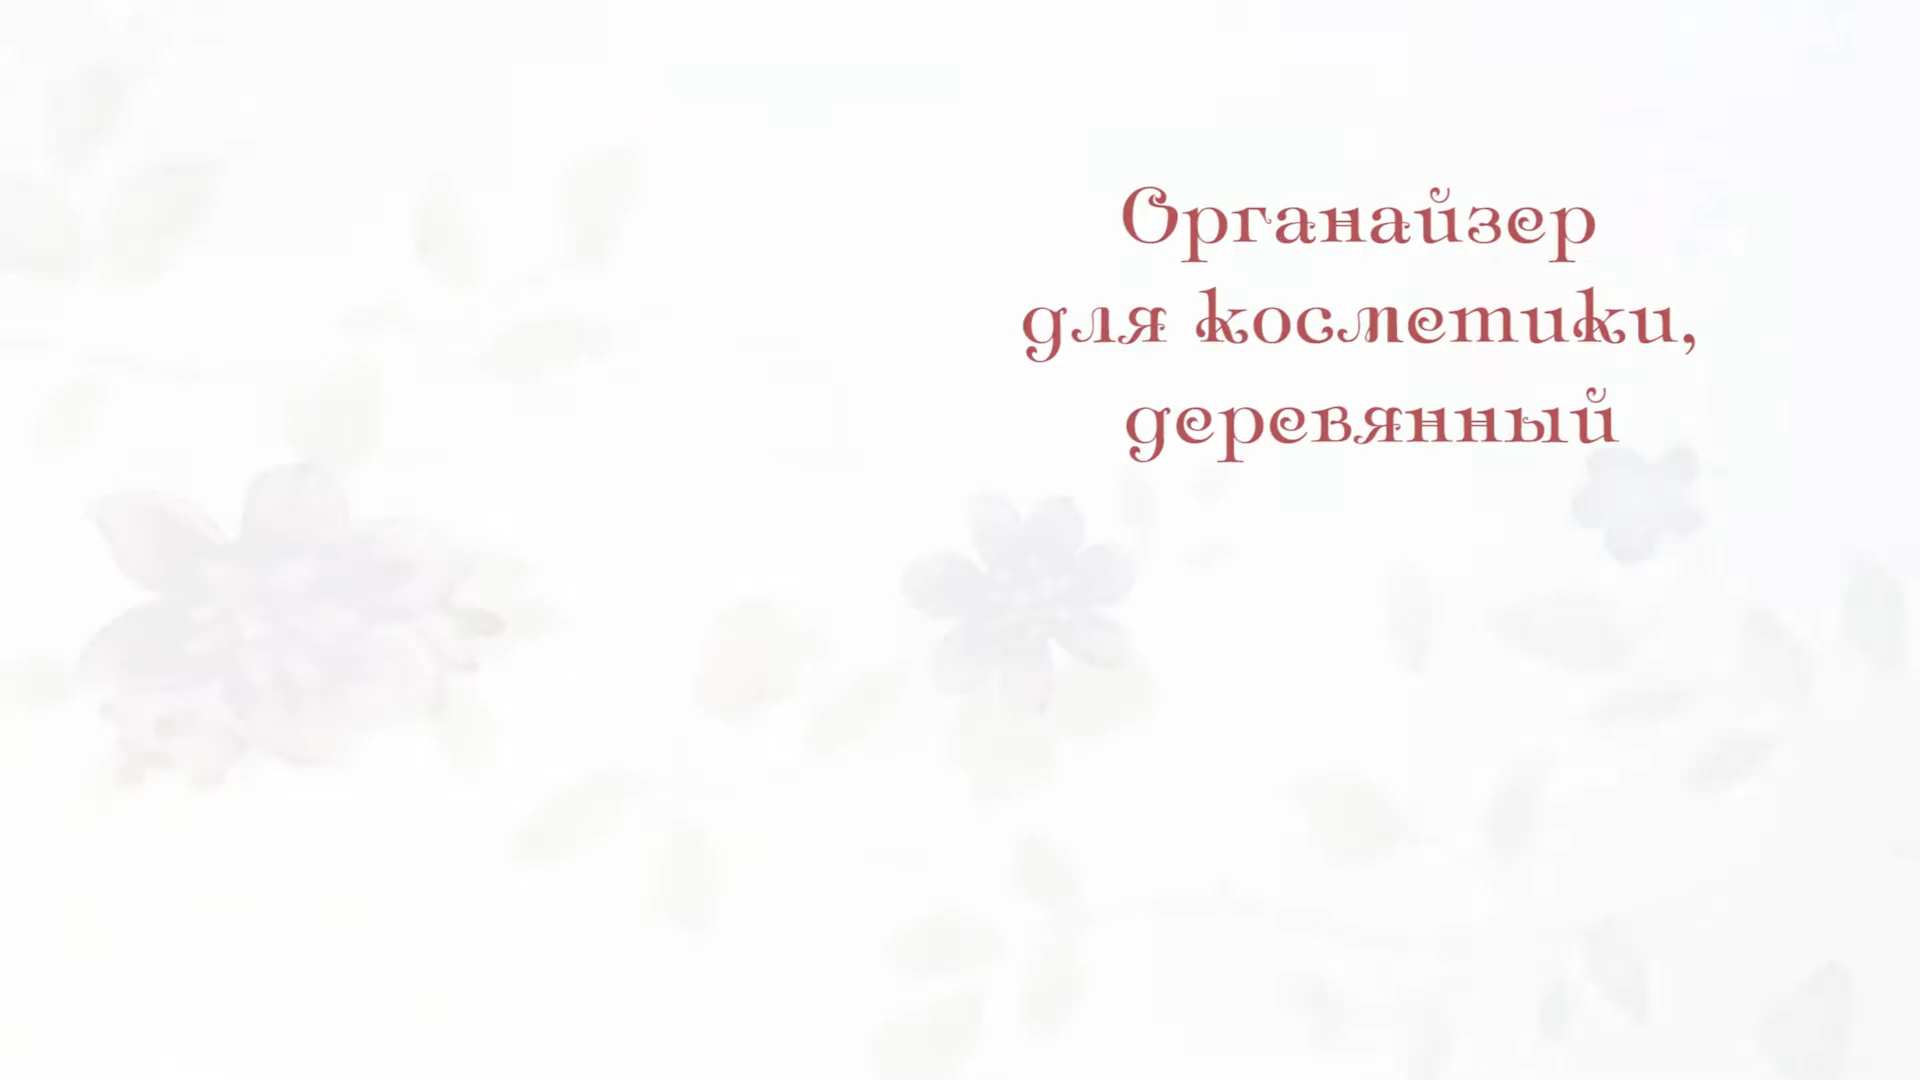 Органайзер
для косметики,
деревянный